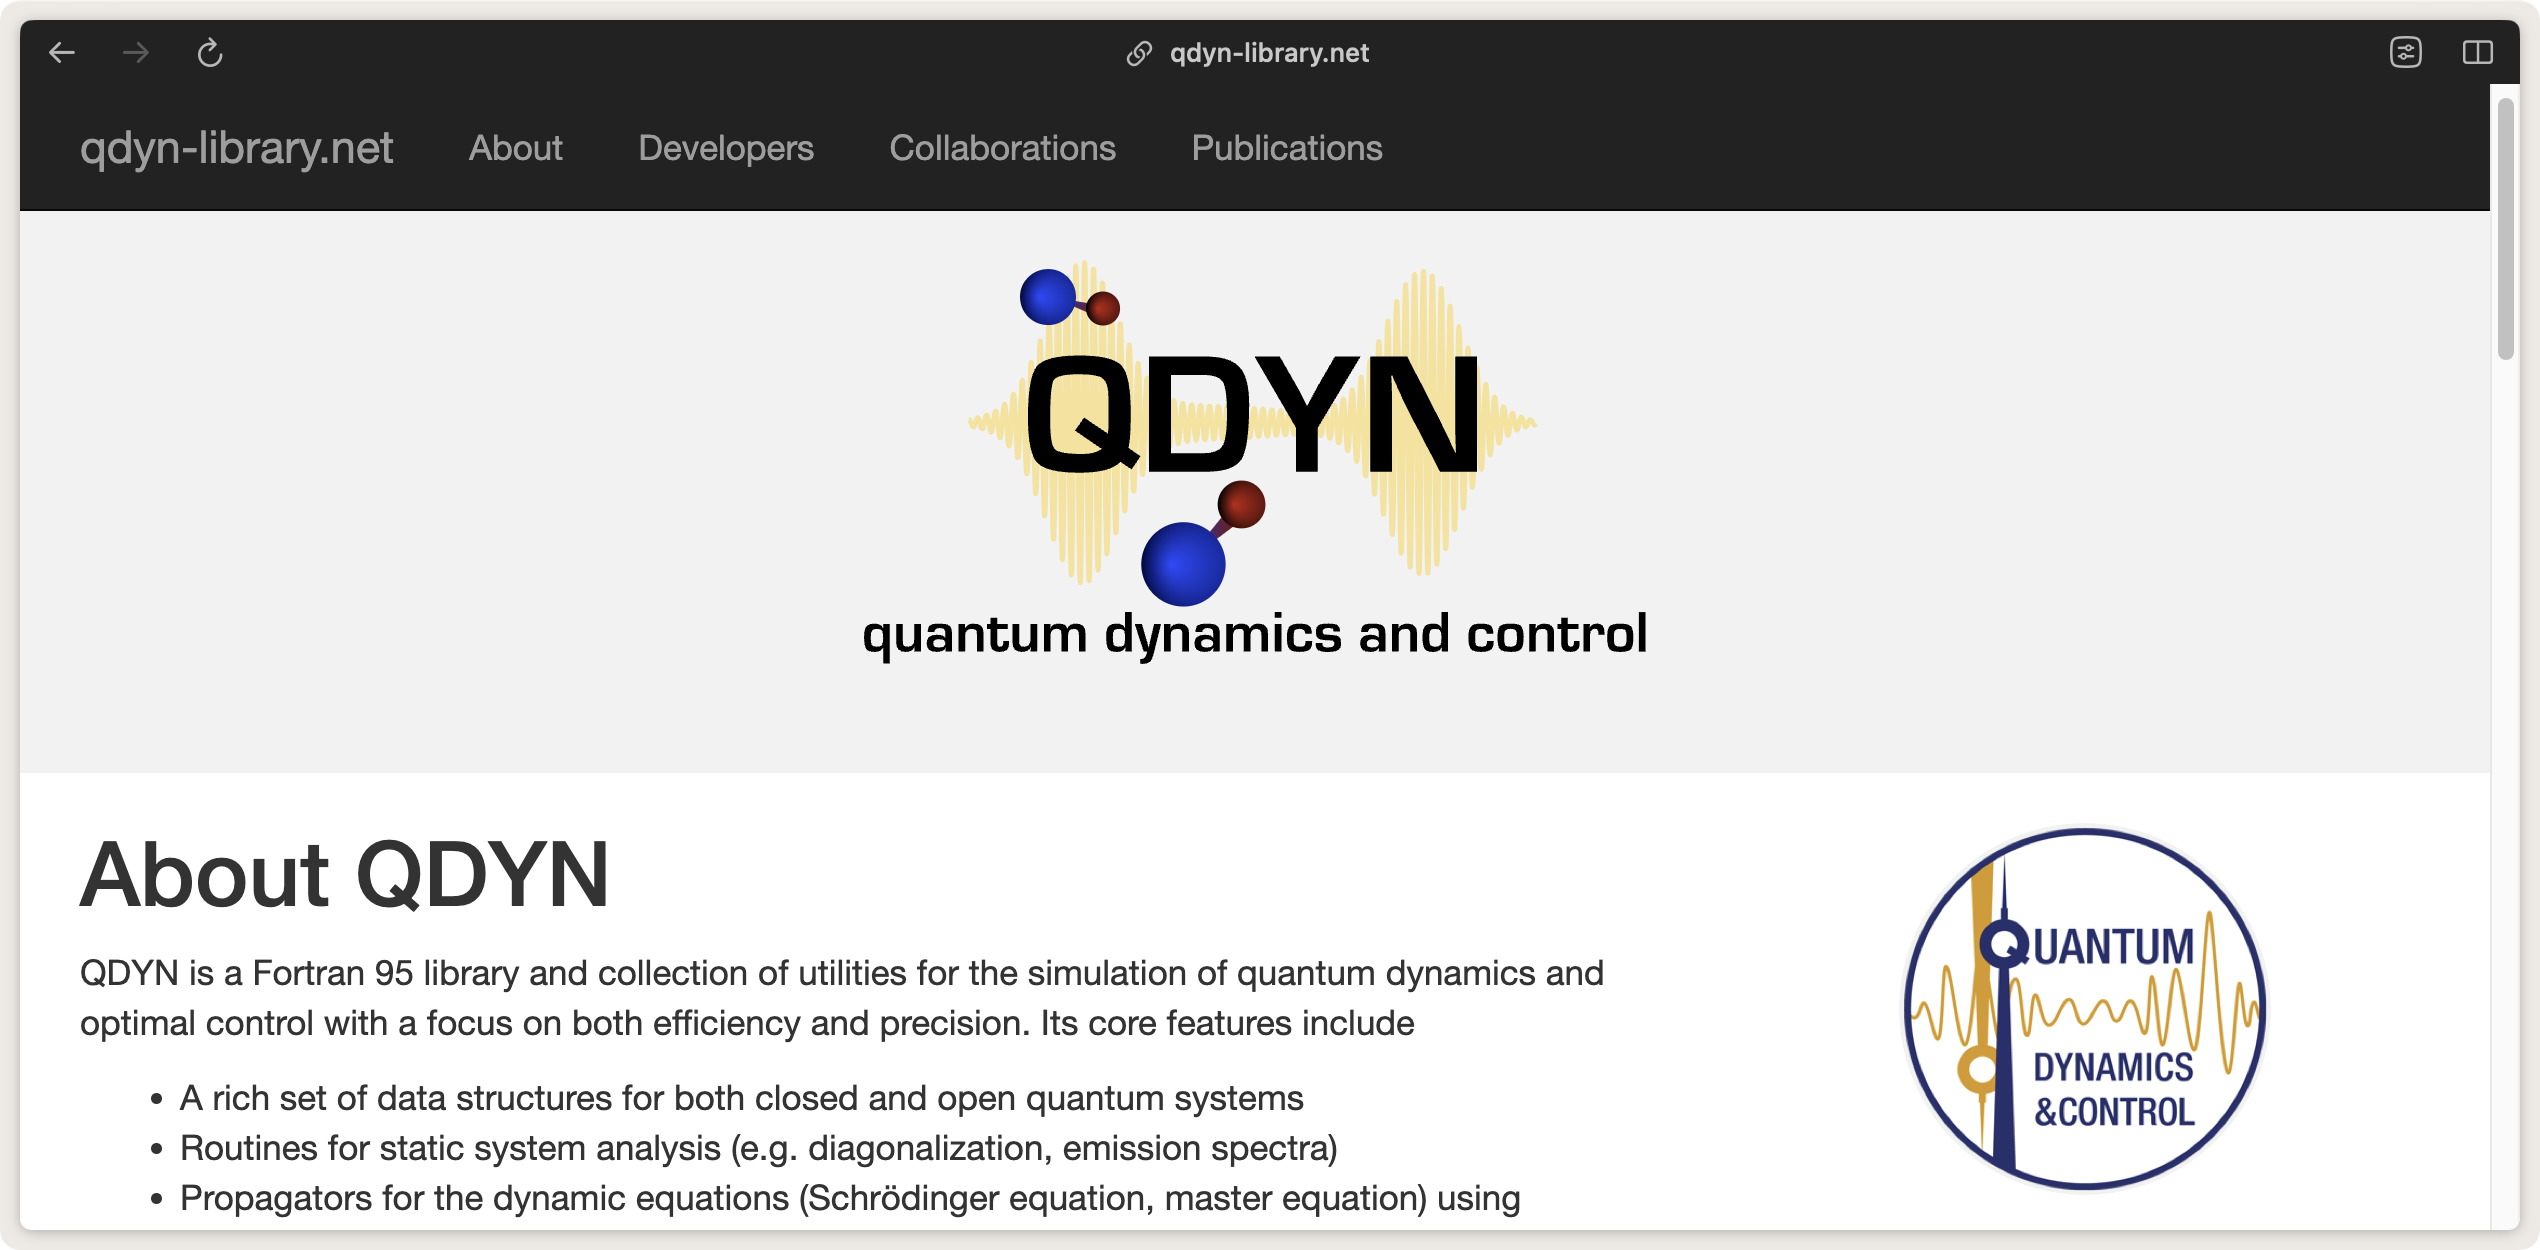 qdyn-library.net
qdyn-library.net About Developers Collaborations Publications
QDYN
quantum dynamics and control
About QDYN
QDYN is a Fortran 95 library and collection of utilities for the simulation of quantum dynamics and
optimal control with a focus on both efficiency and precision. Its core features include
• A rich set of data structures for both closed and open quantum systems
• Routines for static system analysis (e.g. diagonalization, emission spectra)
• Propagators for the dynamic equations (Schrödinger equation, master equation) using
QUANTUM
DYNAMICS
&CONTROL